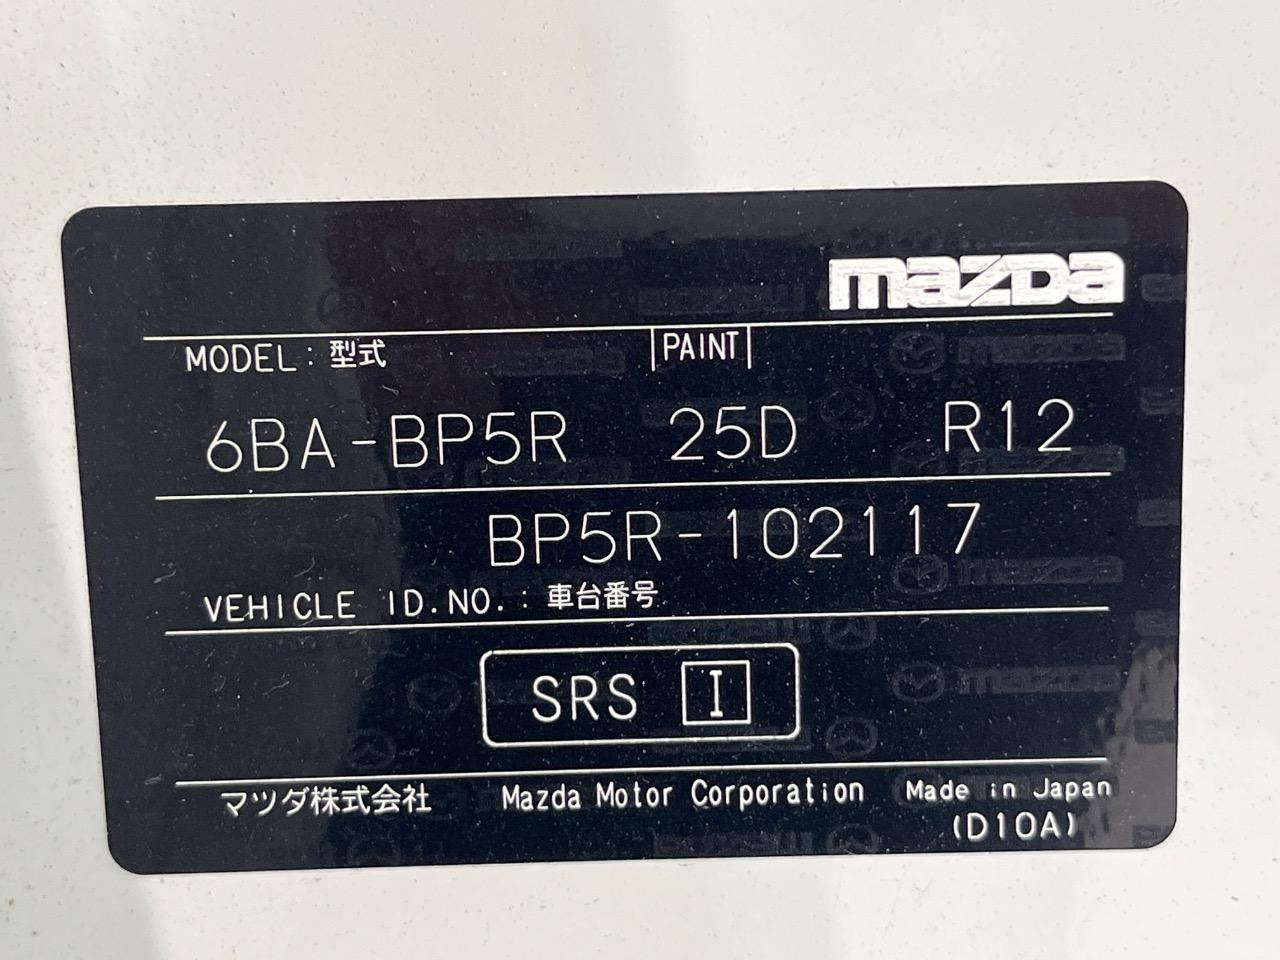 mazda
MODEL : 型式 PAINT
6BA-BP5R 25D R12
BP5R-102117
VEHICLE ID.NO. : 車台番号
SRS I
マツダ株式会社 Mazda Motor Corporation Made in Japan
(D10A)